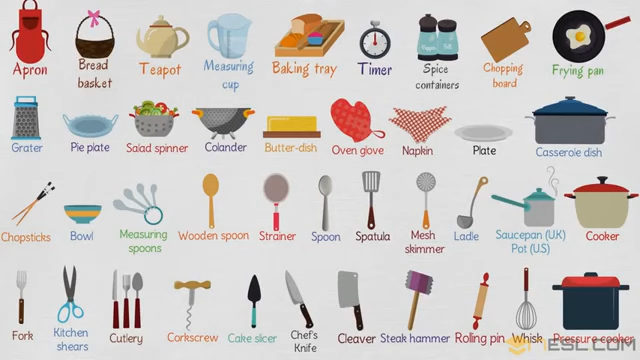 Apron
Bread
basket
Teapot
Measuring
cup
Baking tray
Timer
Spice
containers
Chopping
board
Frying pan
Grater
Pie plate
Salad spinner
Colander
Butter-dish
Oven glove
Napkin
Plate
Casserole dish
Chopsticks
Bowl
Measuring
spoons
Wooden spoon
Strainer
Spoon
Spatula
Mesh
skimmer
Ladle
Saucepan (U.K)
Pot (U.S)
Cooker
Fork
Kitchen
shears
Cutlery
Corkscrew
Cake slicer
Chef's
Knife
Cleaver
Steak hammer
Rolling pin
Whisk
Pressure cooker
7ESL.COM